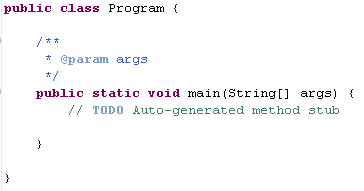 public class Program {
/**
* @param args
*/
public static void main(String[] args) {
// TODO Auto-generated method stub
}
}